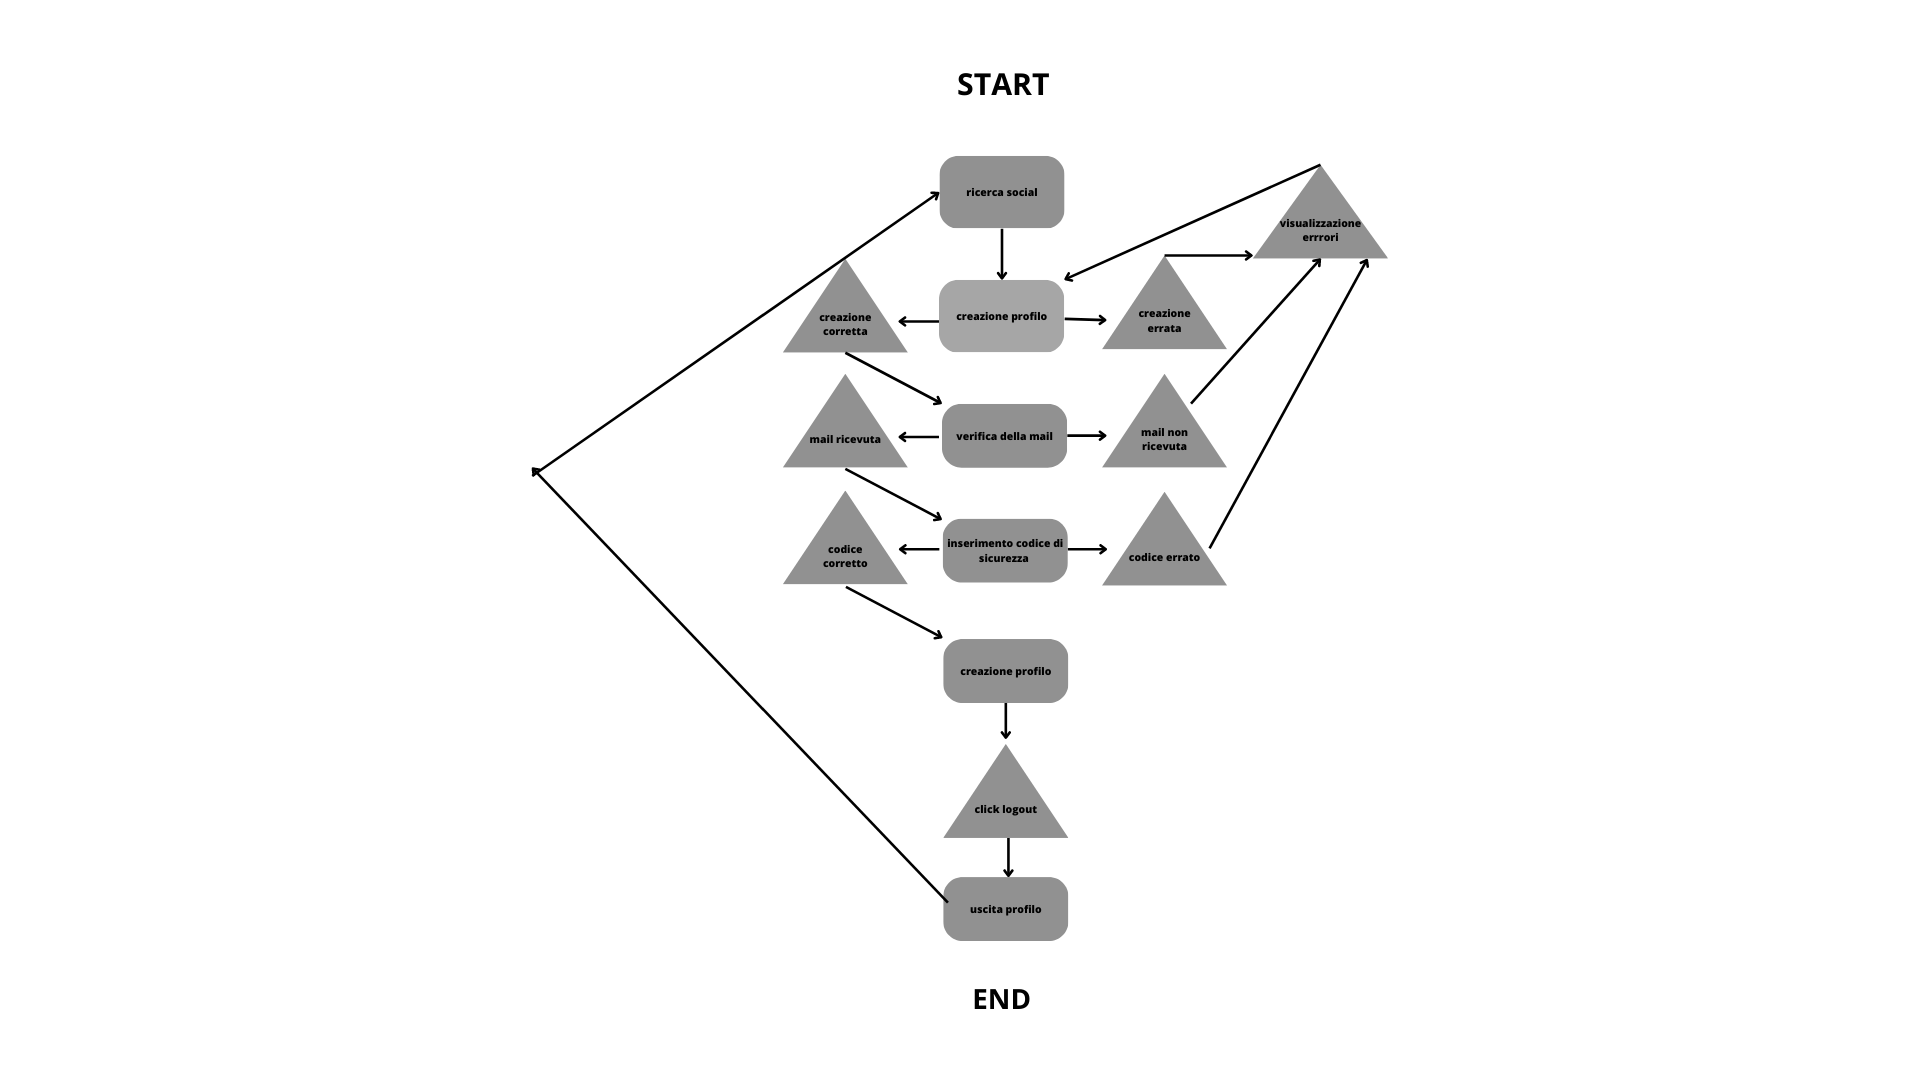 START
ricerca social
visualizzazione
errrori
creazione
corretta
creazione profilo
creazione
errata
mail ricevuta
verifica della mail
mail non
ricevuta
codice
corretto
inserimento codice di
sicurezza
codice errato
creazione profilo
click logout
uscita profilo
END